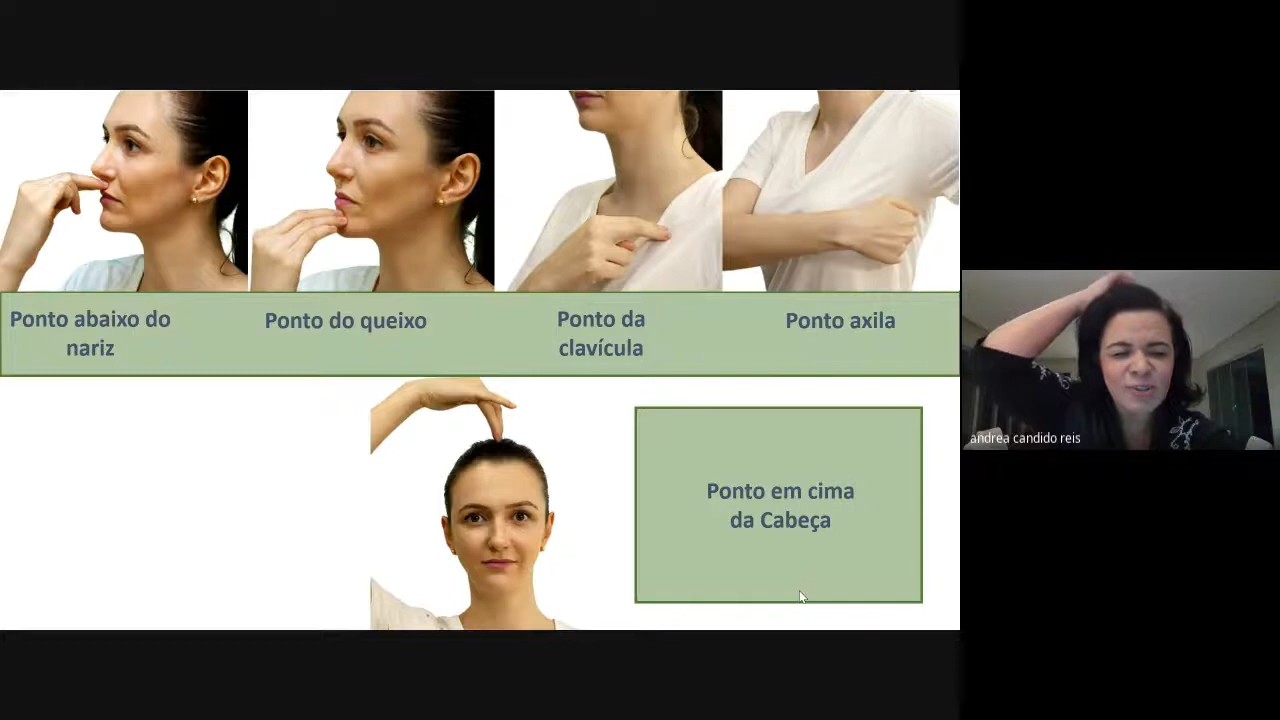 Ponto abaixo do
nariz
Ponto do queixo
Ponto da
clavícula
Ponto axila
Ponto em cima
da Cabeça
andrea candido reis